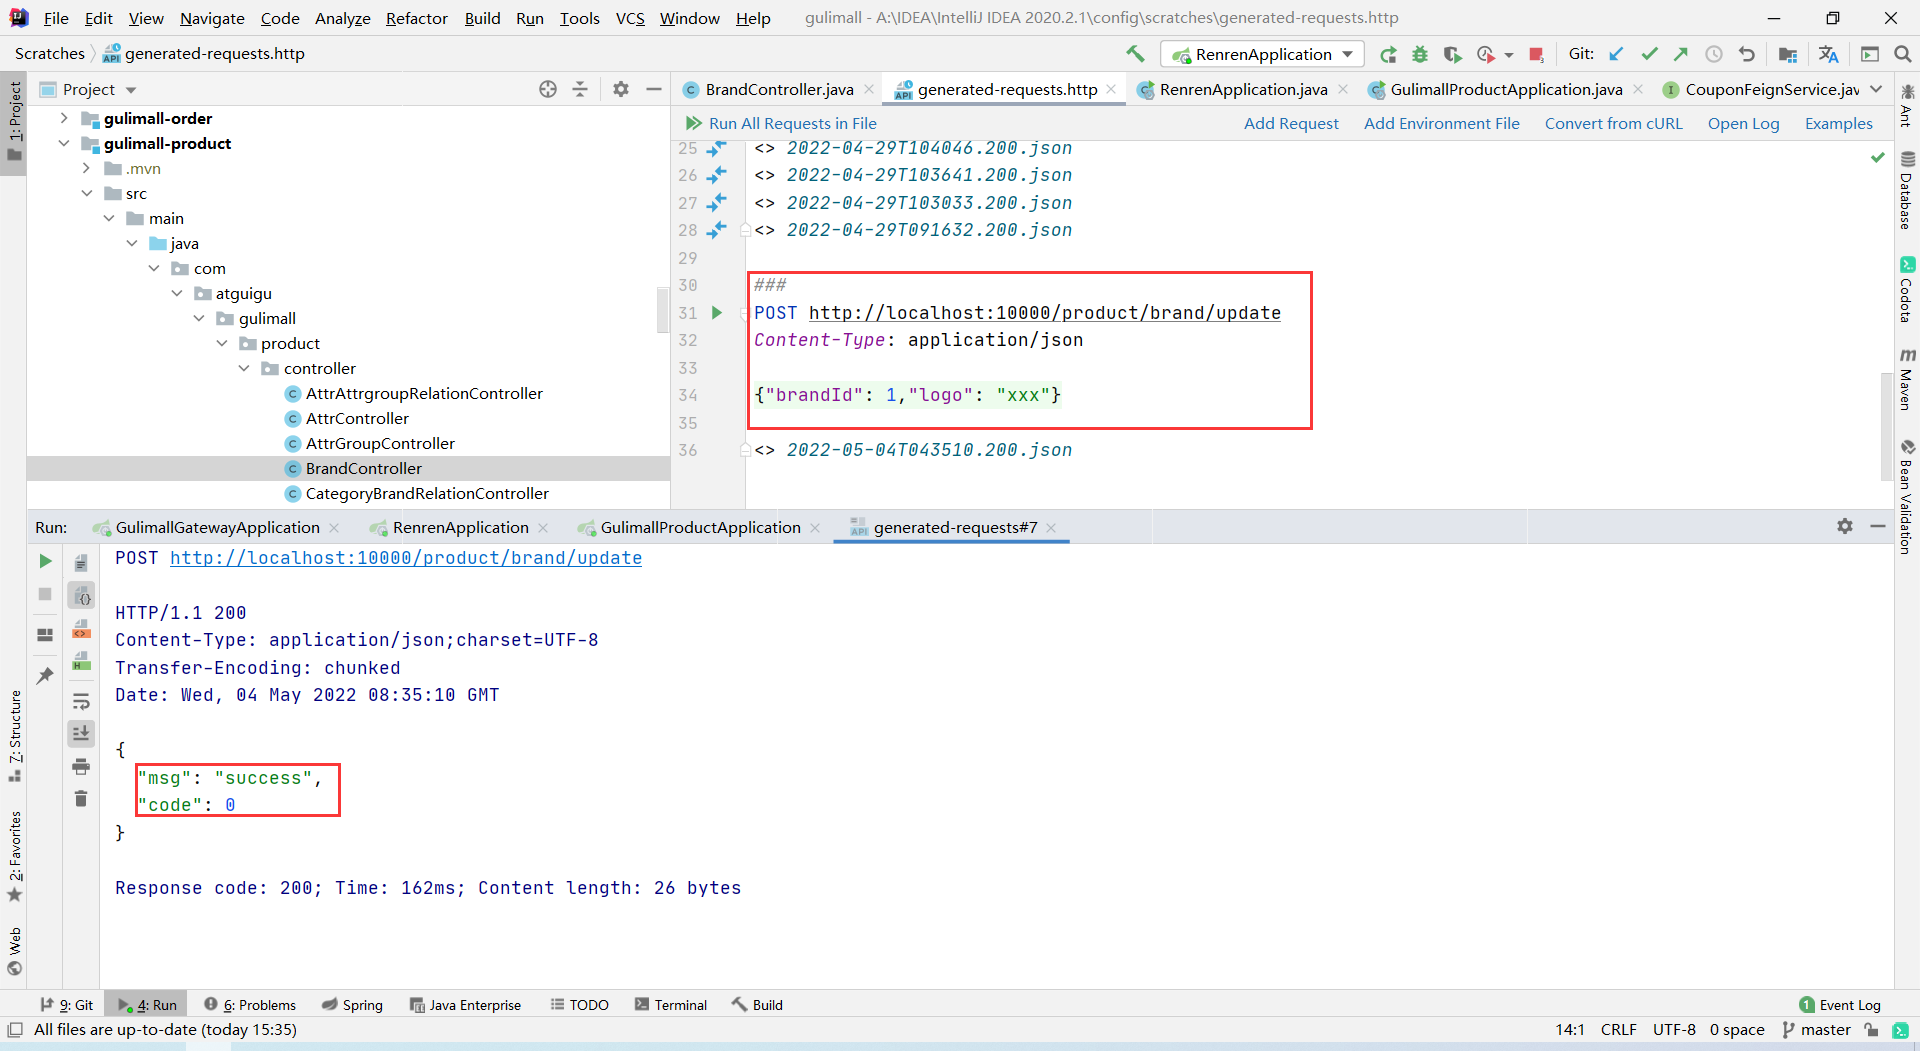 File Edit View Navigate Code Analyze Refactor Build Run Tools VCS Window Help gulimall - A:\IDEA\IntelliJ IDEA 2020.2.1\config\scratches\generated-requests.http
Scratches generated-requests.http RenrenApplication Git:
1: Project
Project
BrandController.java generated-requests.http RenrenApplication.java GulimallProductApplication.java CouponFeignService.jav
gulimall-order
gulimall-product
.mvn
src
main
java
com
atguigu
gulimall
product
controller
AttrAttrgroupRelationController
AttrController
AttrGroupController
BrandController
CategoryBrandRelationController
Run All Requests in File Add Request Add Environment File Convert from cURL Open Log Examples
25 <> 2022-04-29T104046.200.json
26 <> 2022-04-29T103641.200.json
27 <> 2022-04-29T103033.200.json
28 <> 2022-04-29T091632.200.json
29
30 ###
31 POST http://localhost:10000/product/brand/update
32 Content-Type: application/json
33
34 {"brandId": 1,"logo": "xxx"}
35
36 <> 2022-05-04T043510.200.json
Ant
Database
Codota
Maven
Bean Validation
Run: GulimallGatewayApplication RenrenApplication GulimallProductApplication generated-requests#7
POST http://localhost:10000/product/brand/update
HTTP/1.1 200
Content-Type: application/json;charset=UTF-8
Transfer-Encoding: chunked
Date: Wed, 04 May 2022 08:35:10 GMT
{
"msg": "success",
"code": 0
}
Response code: 200; Time: 162ms; Content length: 26 bytes
7: Structure
2: Favorites
Web
9: Git 4: Run 6: Problems Spring Java Enterprise TODO Terminal Build 1 Event Log
All files are up-to-date (today 15:35) 14:1 CRLF UTF-8 0 space master